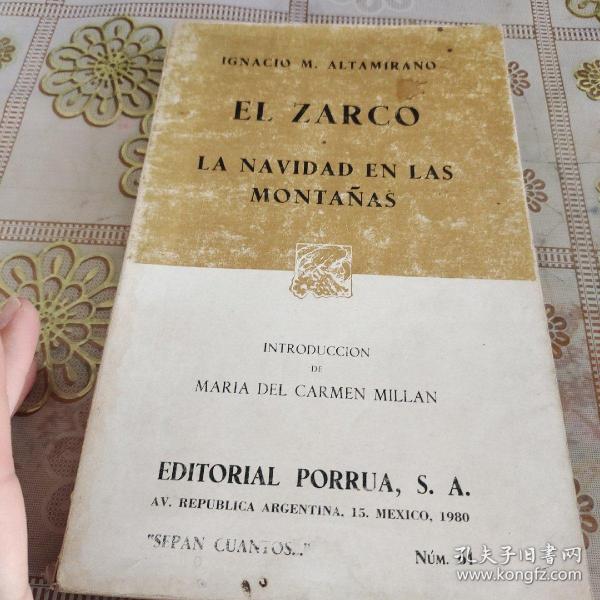 IGNACIO M. ALTAMIRANO
EL ZARCO
LA NAVIDAD EN LAS
MONTAÑAS
INTRODUCCION
DE
MARIA DEL CARMEN MILLAN
EDITORIAL PORRUA, S. A.
AV. REPUBLICA ARGENTINA, 15. MEXICO, 1980
"SEPAN CUANTOS..."
NÚM.
孔夫子旧书网
www.kongfz.com